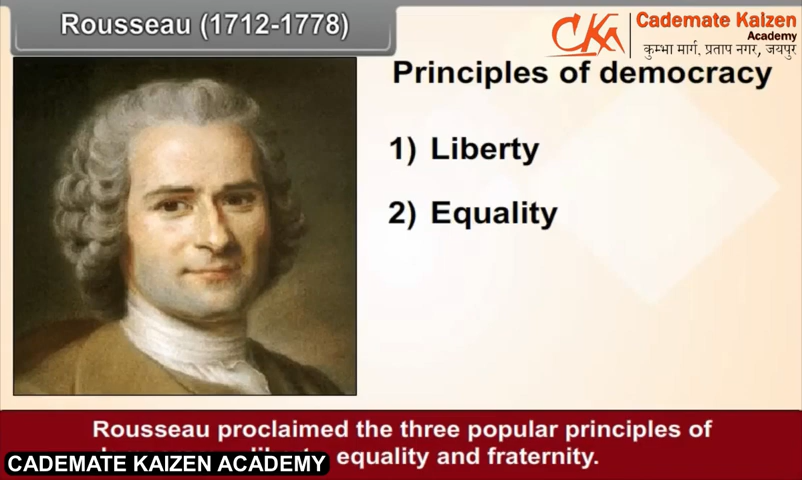 Rousseau (1712-1778)
CKA
Cademate Kaizen
Academy
कुम्भा मार्ग, प्रताप नगर, जयपुर
Principles of democracy
1) Liberty
2) Equality
Rousseau proclaimed the three popular principles of
equality and fraternity.
CADEMATE KAIZEN ACADEMY